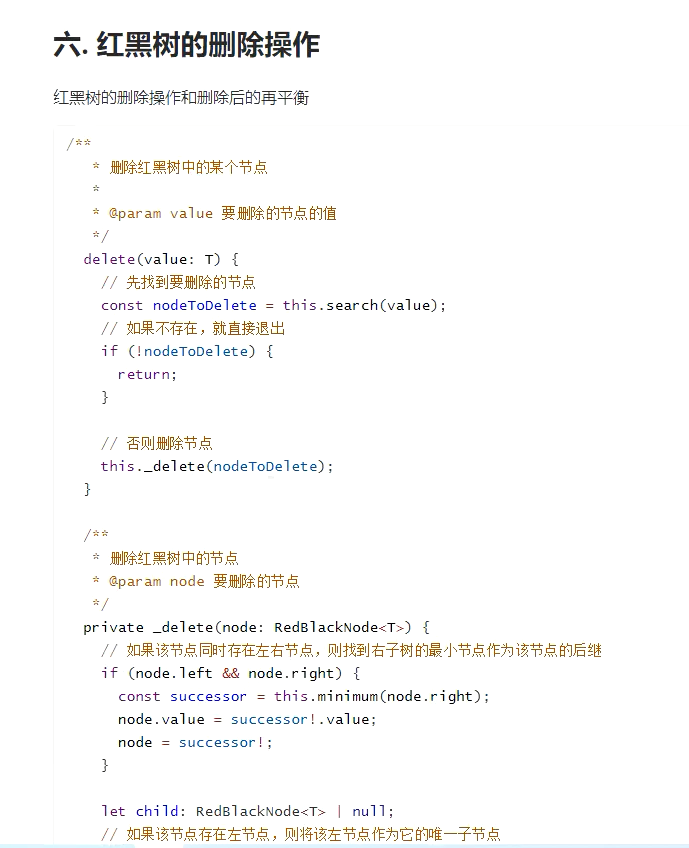 六. 红黑树的删除操作
红黑树的删除操作和删除后的再平衡
/**
* 删除红黑树中的某个节点
*
* @param value 要删除的节点的值
*/
delete(value: T) {
// 先找到要删除的节点
const nodeToDelete = this.search(value);
// 如果不存在，就直接退出
if (!nodeToDelete) {
return;
}
// 否则删除节点
this._delete(nodeToDelete);
}
/**
* 删除红黑树中的节点
* @param node 要删除的节点
*/
private _delete(node: RedBlackNode<T>) {
// 如果该节点同时存在左右节点，则找到右子树的最小节点作为该节点的后继
if (node.left && node.right) {
const successor = this.minimum(node.right);
node.value = successor!.value;
node = successor!;
}
let child: RedBlackNode<T> | null;
// 如果该节点存在左节点，则将该左节点作为它的唯一子节点